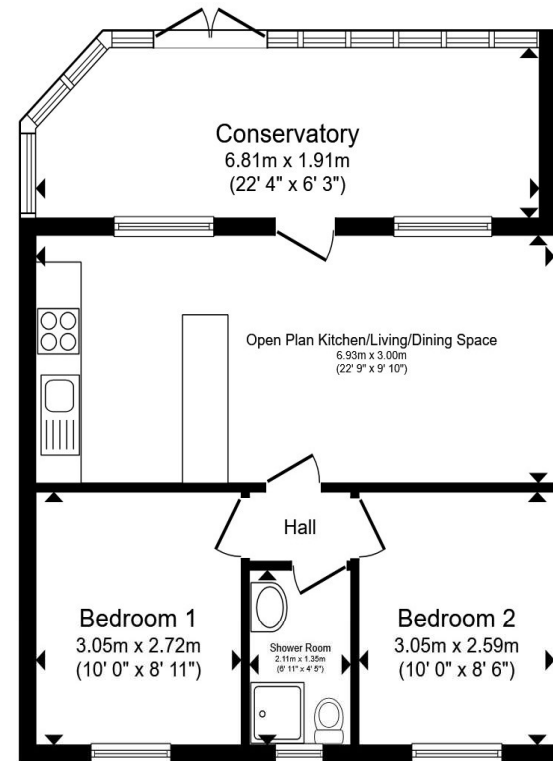 Conservatory
6.81m x 1.91m
(22' 4" x 6' 3")
Open Plan Kitchen/Living/Dining Space
6.93m x 3.00m
(22' 9" x 9' 10")
Hall
Bedroom 1
3.05m x 2.72m
(10' 0" x 8' 11")
Shower Room
2.11m x 1.35m
(6' 11" x 4' 5")
Bedroom 2
3.05m x 2.59m
(10' 0" x 8' 6")